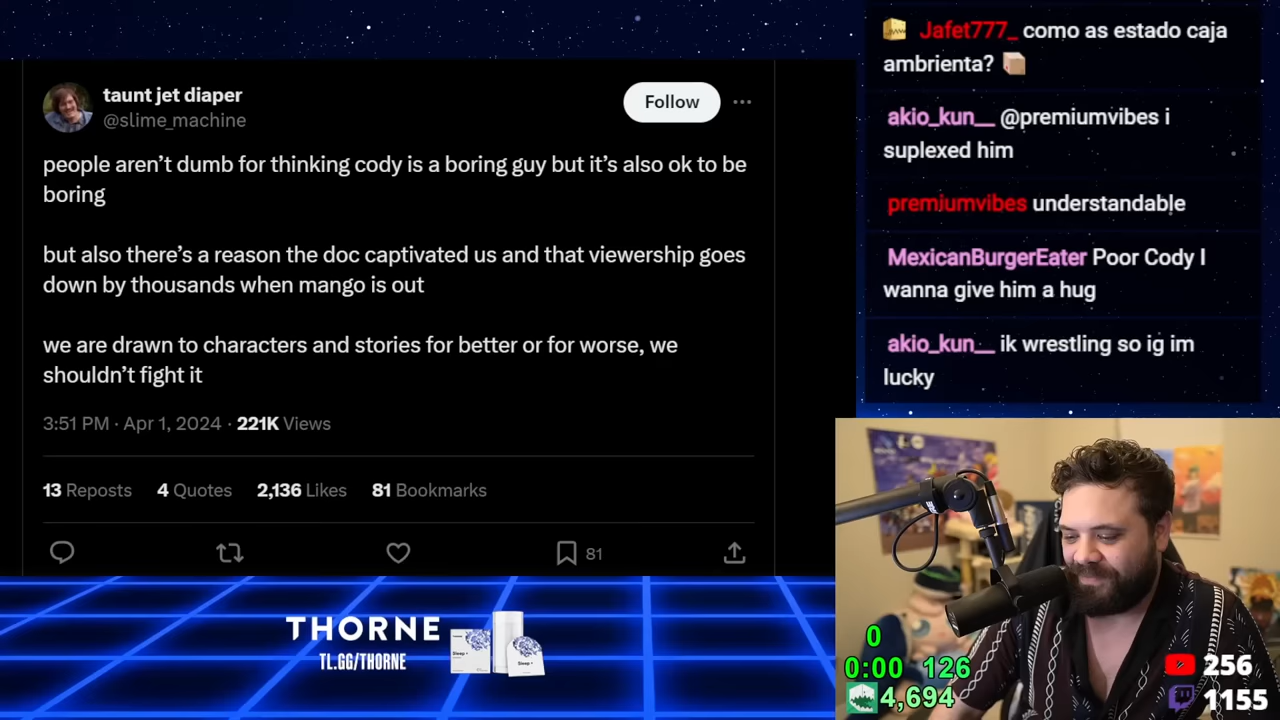 taunt jet diaper
@slime_machine
Follow
people aren’t dumb for thinking cody is a boring guy but it’s also ok to be
boring
but also there’s a reason the doc captivated us and that viewership goes
down by thousands when mango is out
we are drawn to characters and stories for better or for worse, we
shouldn’t fight it
3:51 PM · Apr 1, 2024 · 221K Views
13 Reposts 4 Quotes 2,136 Likes 81 Bookmarks
81
THORNE
TL.GG/THORNE
Sleep+
Sleep+
Jafet777_ como as estado caja
ambrienta?
akio_kun__ @premiumvibes i
suplexed him
premiumvibes understandable
MexicanBurgerEater Poor Cody I
wanna give him a hug
akio_kun__ ik wrestling so ig im
lucky
0
0:00 126
4,694
256
1155